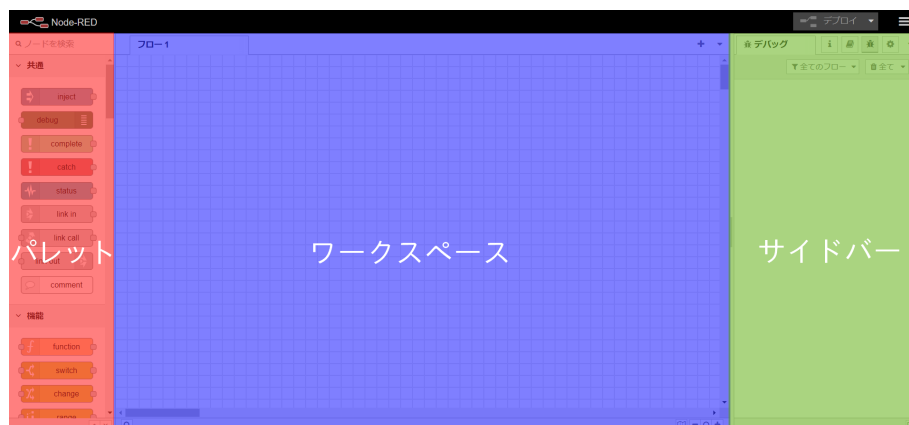 Node-RED
デプロイ
ノードを検索
フロー 1
デバッグ
共通
全てのフロー
全て
inject
debug
complete
catch
status
link in
link call
パレット
ワークスペース
サイドバー
comment
機能
function
switch
change
range